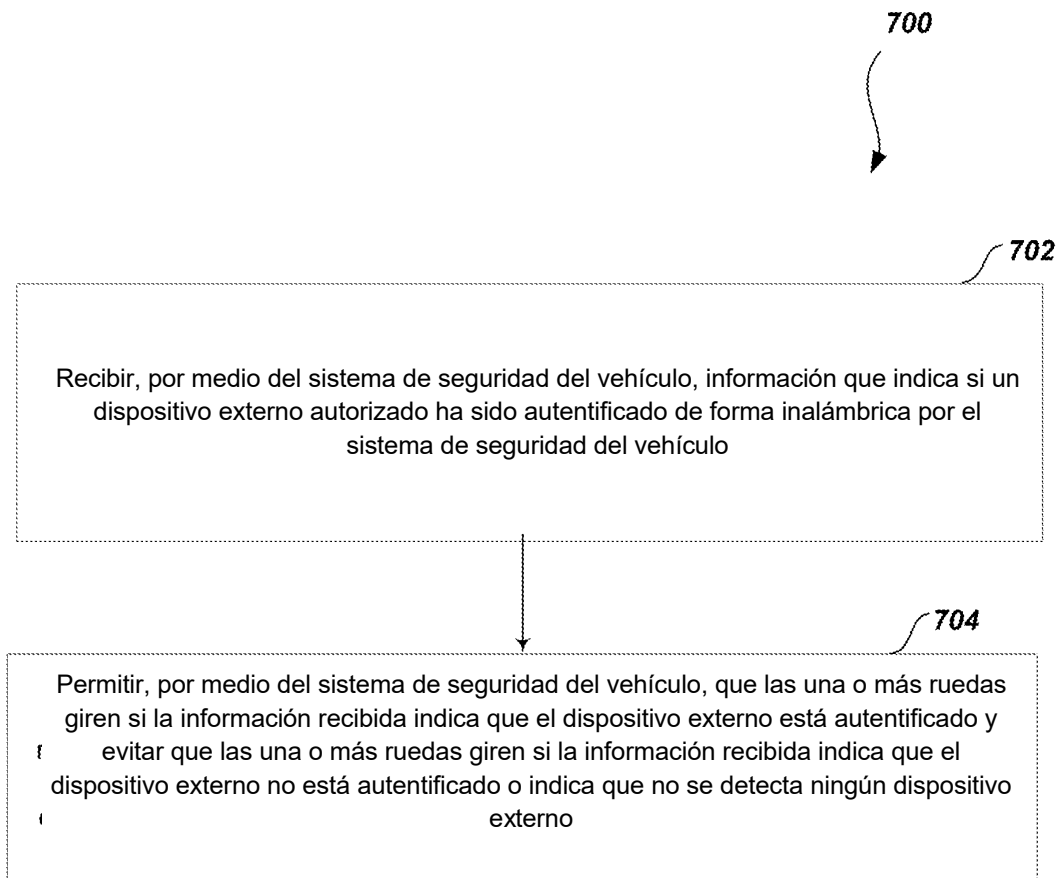 700
702
Recibir, por medio del sistema de seguridad del vehículo, información que indica si un
dispositivo externo autorizado ha sido autentificado de forma inalámbrica por el
sistema de seguridad del vehículo
704
Permitir, por medio del sistema de seguridad del vehículo, que las una o más ruedas
giren si la información recibida indica que el dispositivo externo está autentificado y
evitar que las una o más ruedas giren si la información recibida indica que el
dispositivo externo no está autentificado o indica que no se detecta ningún dispositivo
externo